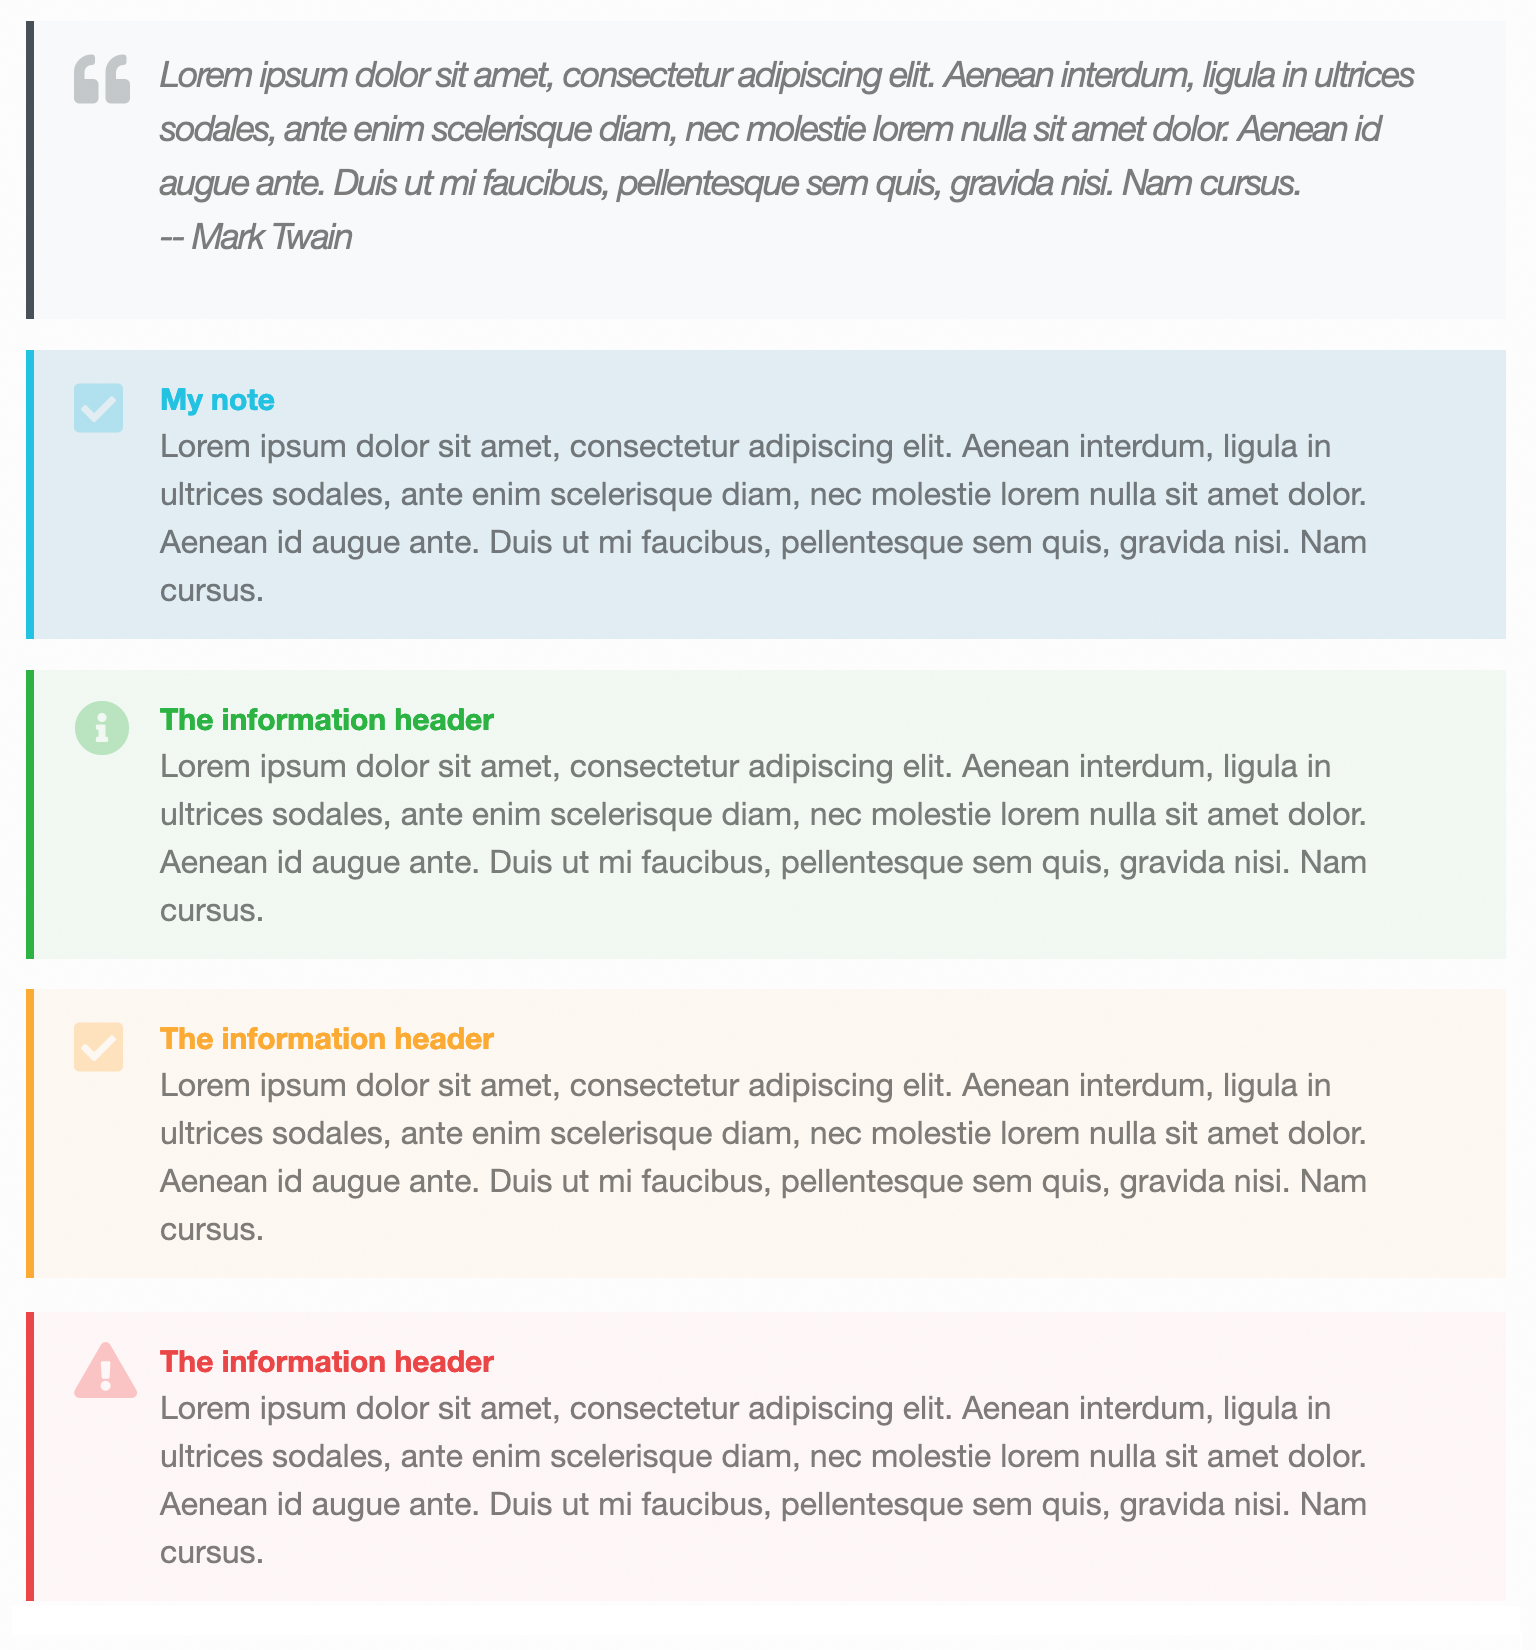 Lorem ipsum dolor sit amet, consectetur adipiscing elit. Aenean interdum, ligula in ultrices
sodales, ante enim scelerisque diam, nec molestie lorem nulla sit amet dolor. Aenean id
augue ante. Duis ut mi faucibus, pellentesque sem quis, gravida nisi. Nam cursus.
-- Mark Twain
My note
Lorem ipsum dolor sit amet, consectetur adipiscing elit. Aenean interdum, ligula in
ultrices sodales, ante enim scelerisque diam, nec molestie lorem nulla sit amet dolor.
Aenean id augue ante. Duis ut mi faucibus, pellentesque sem quis, gravida nisi. Nam
cursus.
The information header
Lorem ipsum dolor sit amet, consectetur adipiscing elit. Aenean interdum, ligula in
ultrices sodales, ante enim scelerisque diam, nec molestie lorem nulla sit amet dolor.
Aenean id augue ante. Duis ut mi faucibus, pellentesque sem quis, gravida nisi. Nam
cursus.
The information header
Lorem ipsum dolor sit amet, consectetur adipiscing elit. Aenean interdum, ligula in
ultrices sodales, ante enim scelerisque diam, nec molestie lorem nulla sit amet dolor.
Aenean id augue ante. Duis ut mi faucibus, pellentesque sem quis, gravida nisi. Nam
cursus.
The information header
Lorem ipsum dolor sit amet, consectetur adipiscing elit. Aenean interdum, ligula in
ultrices sodales, ante enim scelerisque diam, nec molestie lorem nulla sit amet dolor.
Aenean id augue ante. Duis ut mi faucibus, pellentesque sem quis, gravida nisi. Nam
cursus.